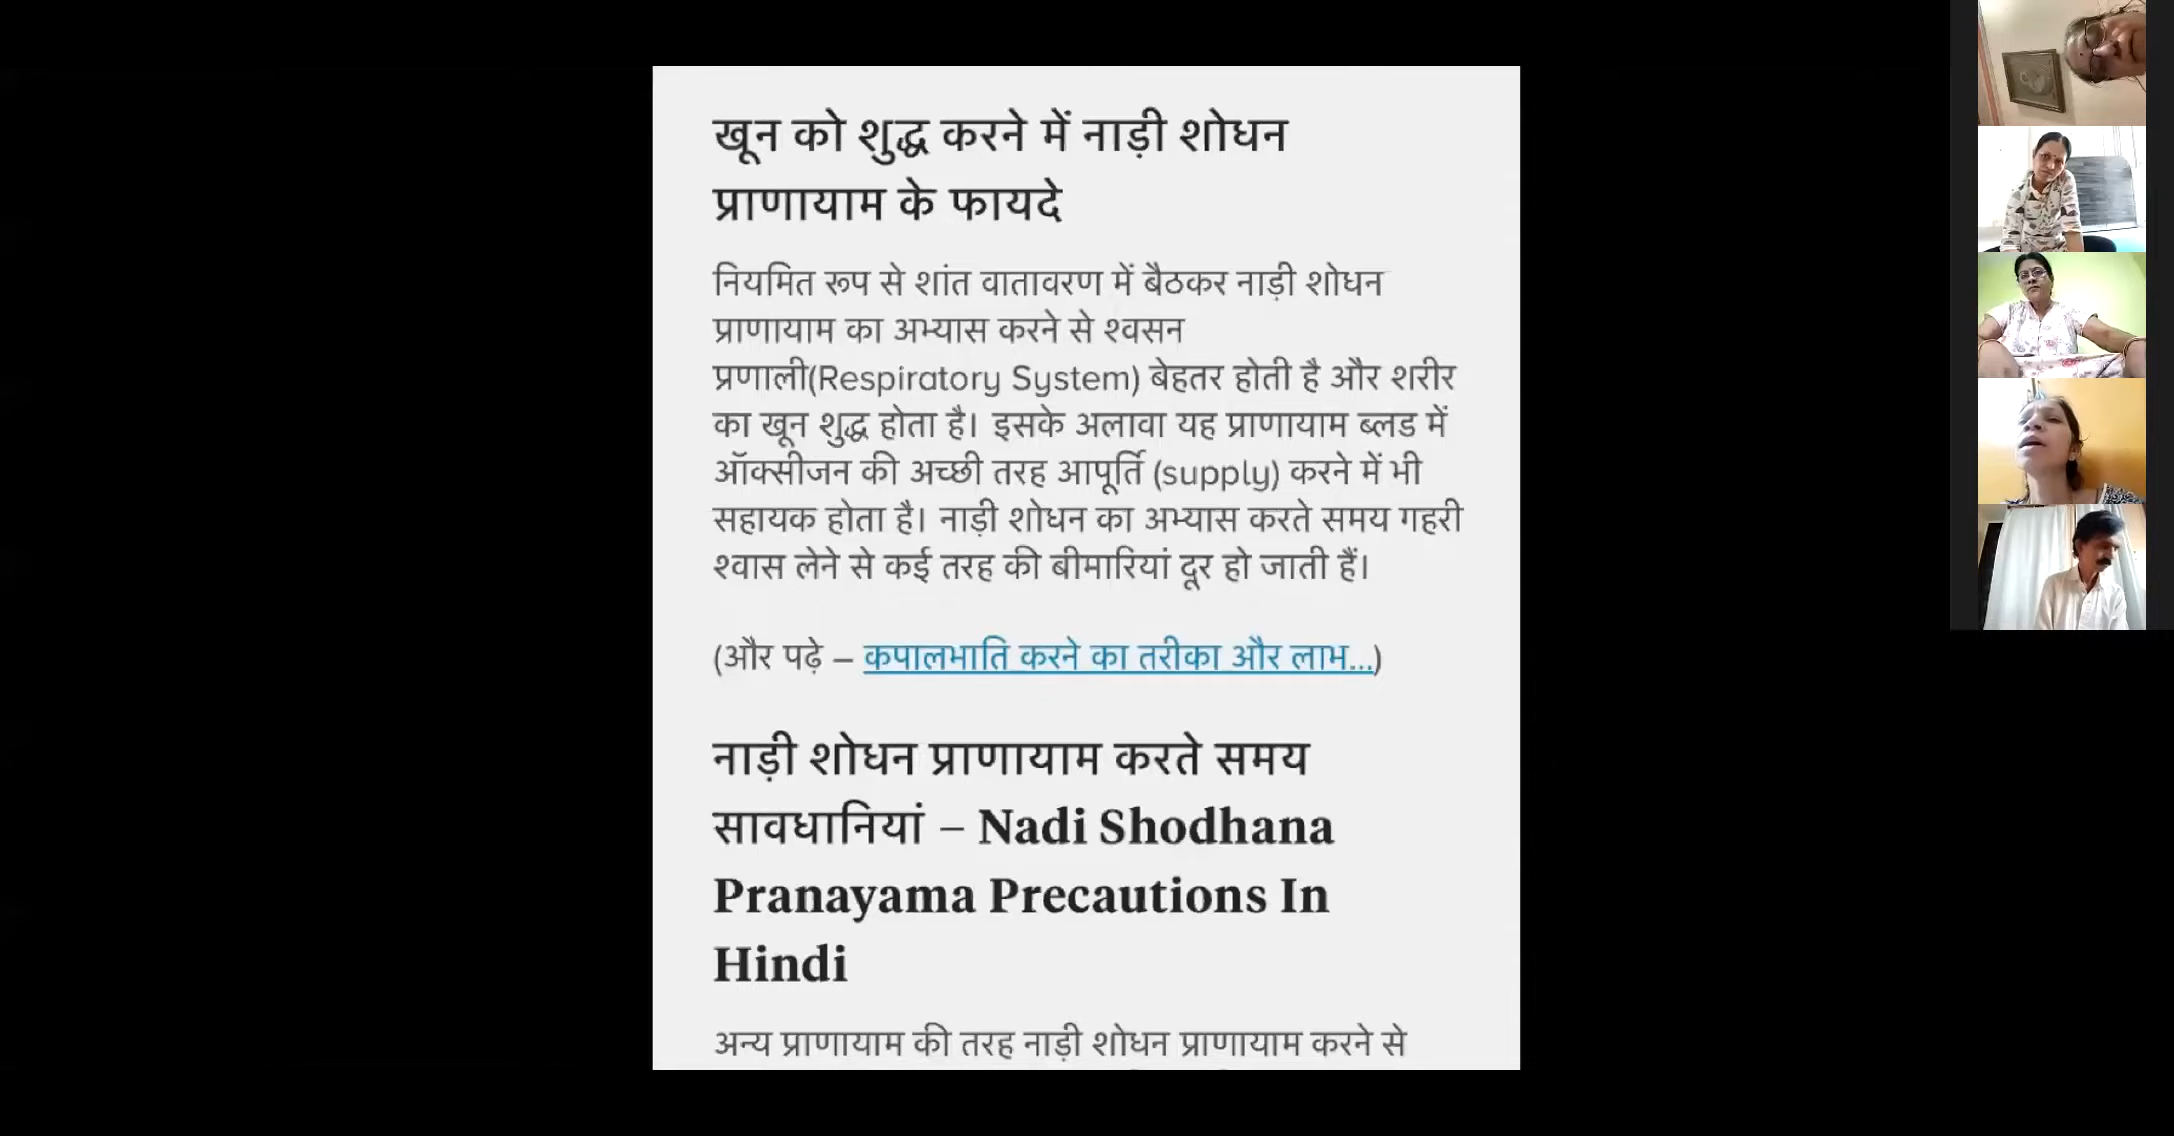 खून को शुद्ध करने में नाड़ी शोधन
प्राणायाम के फायदे
नियमित रूप से शांत वातावरण में बैठकर नाड़ी शोधन
प्राणायाम का अभ्यास करने से श्वसन
प्रणाली(Respiratory System) बेहतर होती है और शरीर
का खून शुद्ध होता है। इसके अलावा यह प्राणायाम ब्लड में
ऑक्सीजन की अच्छी तरह आपूर्ति (supply) करने में भी
सहायक होता है। नाड़ी शोधन का अभ्यास करते समय गहरी
श्वास लेने से कई तरह की बीमारियां दूर हो जाती हैं।
(और पढ़े – कपालभाति करने का तरीका और लाभ...)
नाड़ी शोधन प्राणायाम करते समय
सावधानियां – Nadi Shodhana
Pranayama Precautions In
Hindi
अन्य प्राणायाम की तरह नाड़ी शोधन प्राणायाम करने से